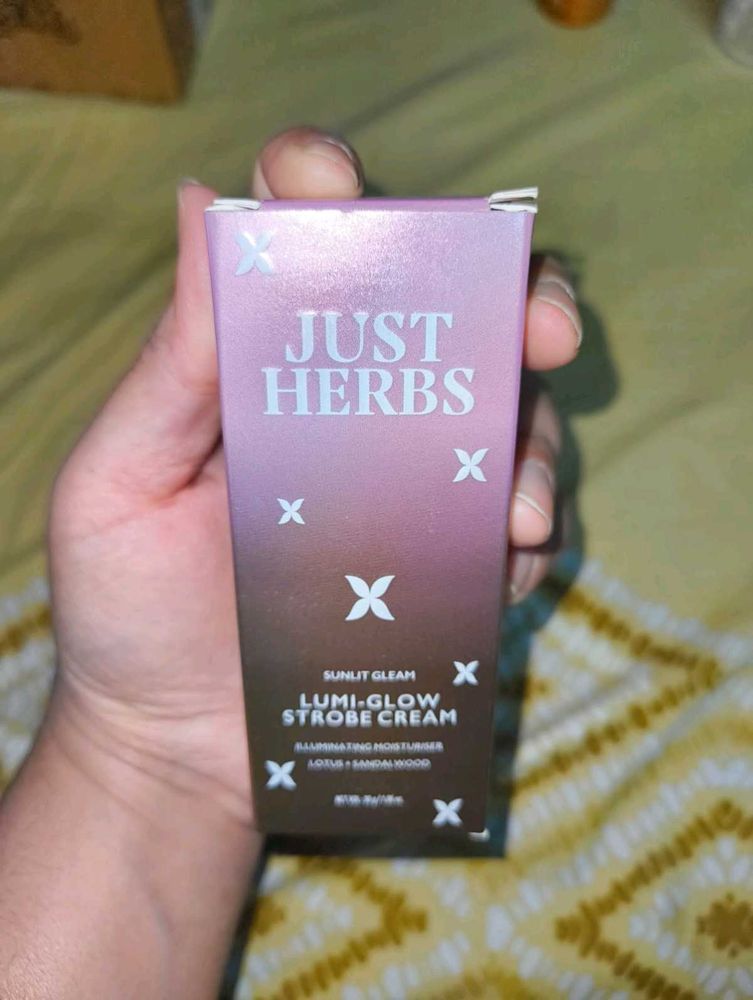 JUST
HERBS
SUNLIT GLEAM
LUMI-GLOW
STROBE CREAM
ILLUMINATING MOISTURISER
LOTUS + SANDALWOOD